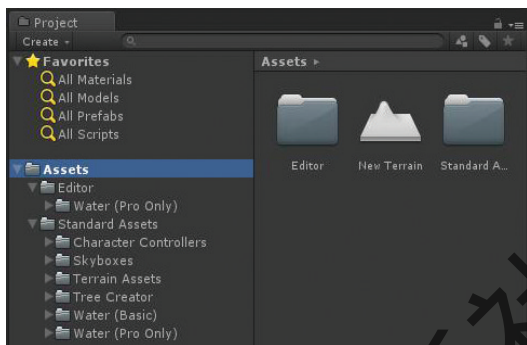 Project
Create
Favorites
All Materials
All Models
All Prefabs
All Scripts
Assets
Editor
Water (Pro Only)
Standard Assets
Character Controllers
Skyboxes
Terrain Assets
Tree Creator
Water (Basic)
Water (Pro Only)
Assets
Editor
New Terrain
Standard A...